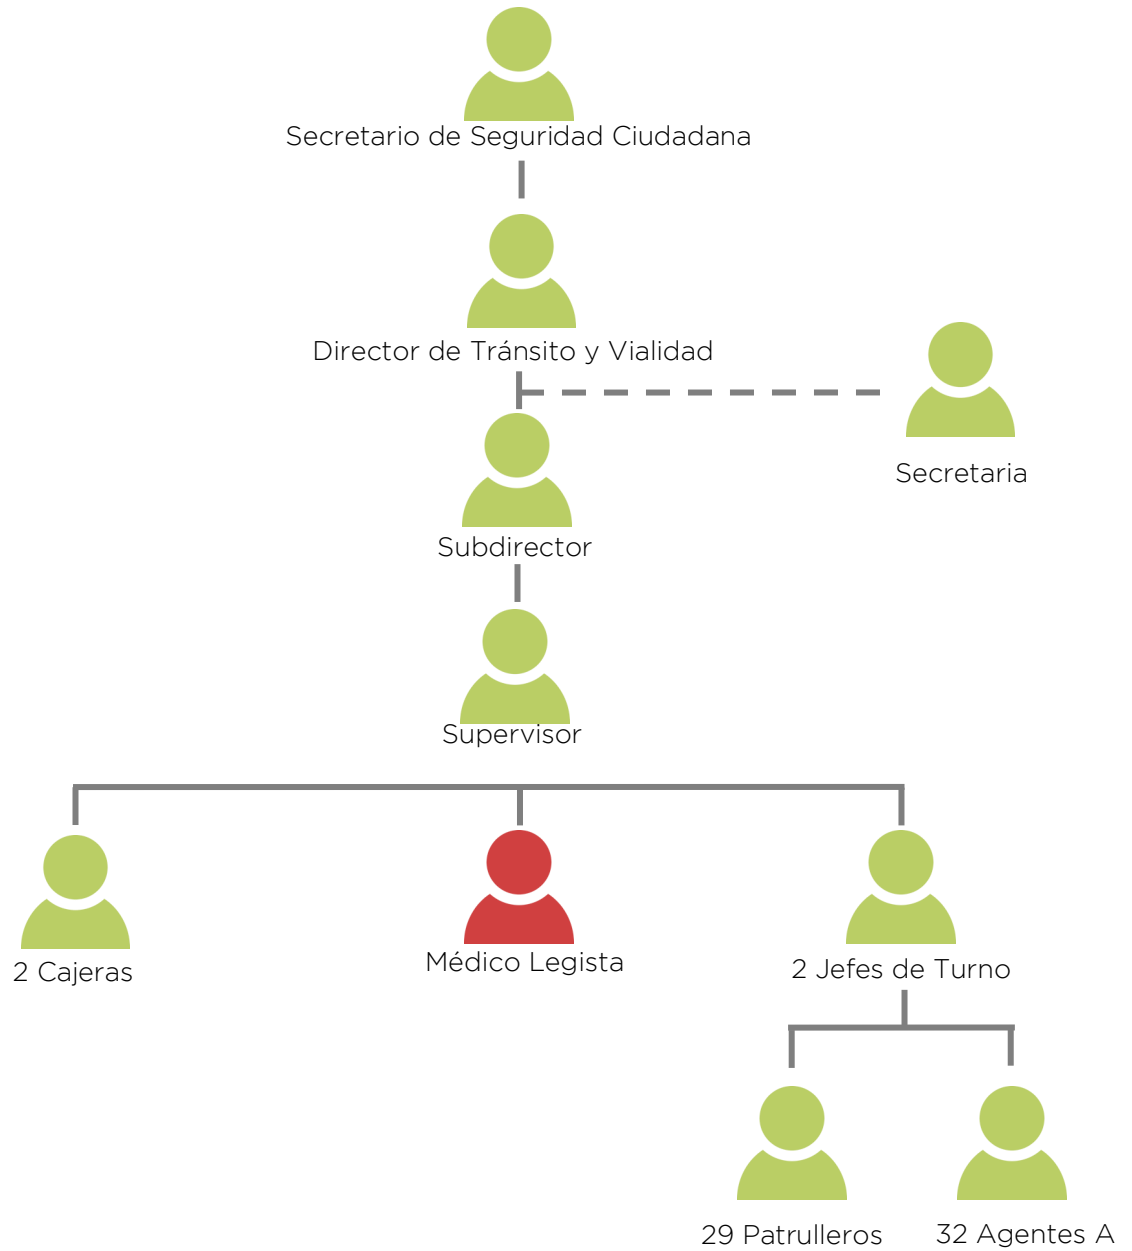 Secretario de Seguridad Ciudadana
Director de Tránsito y Vialidad
Secretaria
Subdirector
Supervisor
2 Cajeras
Médico Legista
2 Jefes de Turno
29 Patrulleros
32 Agentes A